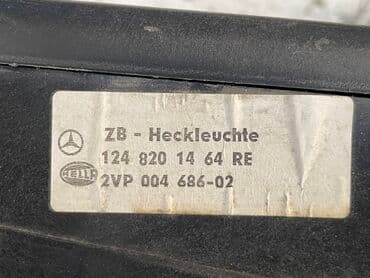 ZB - Heckleuchte
124 820 14 64 RE
HELLA 2VP 004 686-02